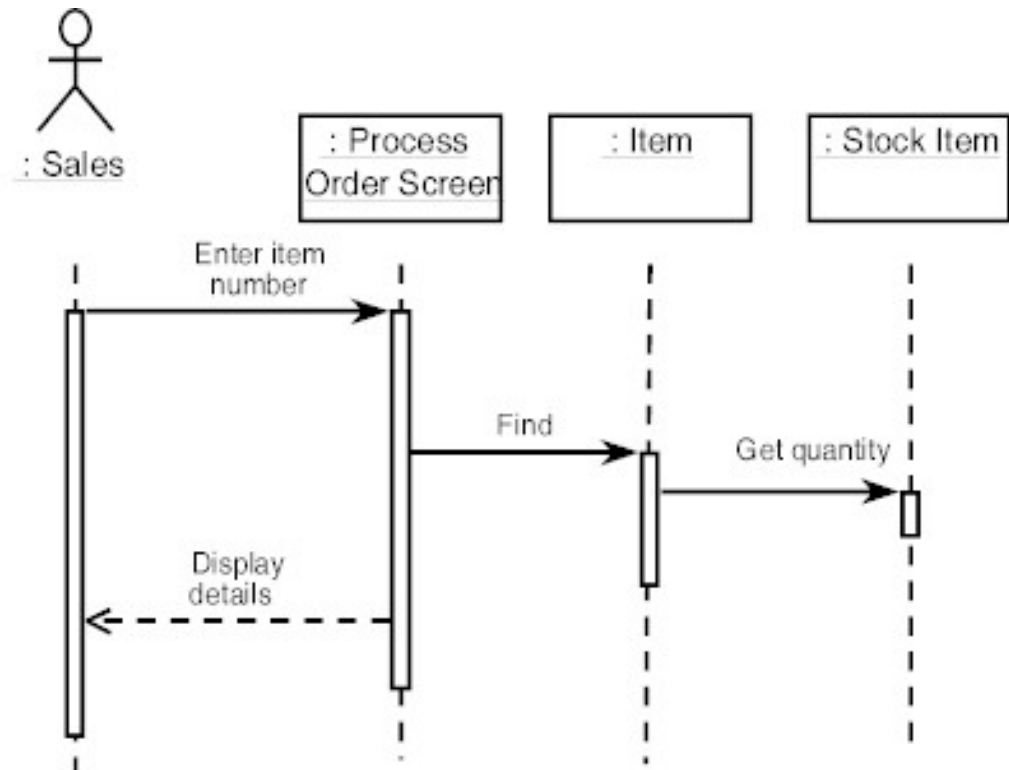 : Sales
: Process
Order Screen
: Item
: Stock Item
Enter item
number
Find
Get quantity
Display
details